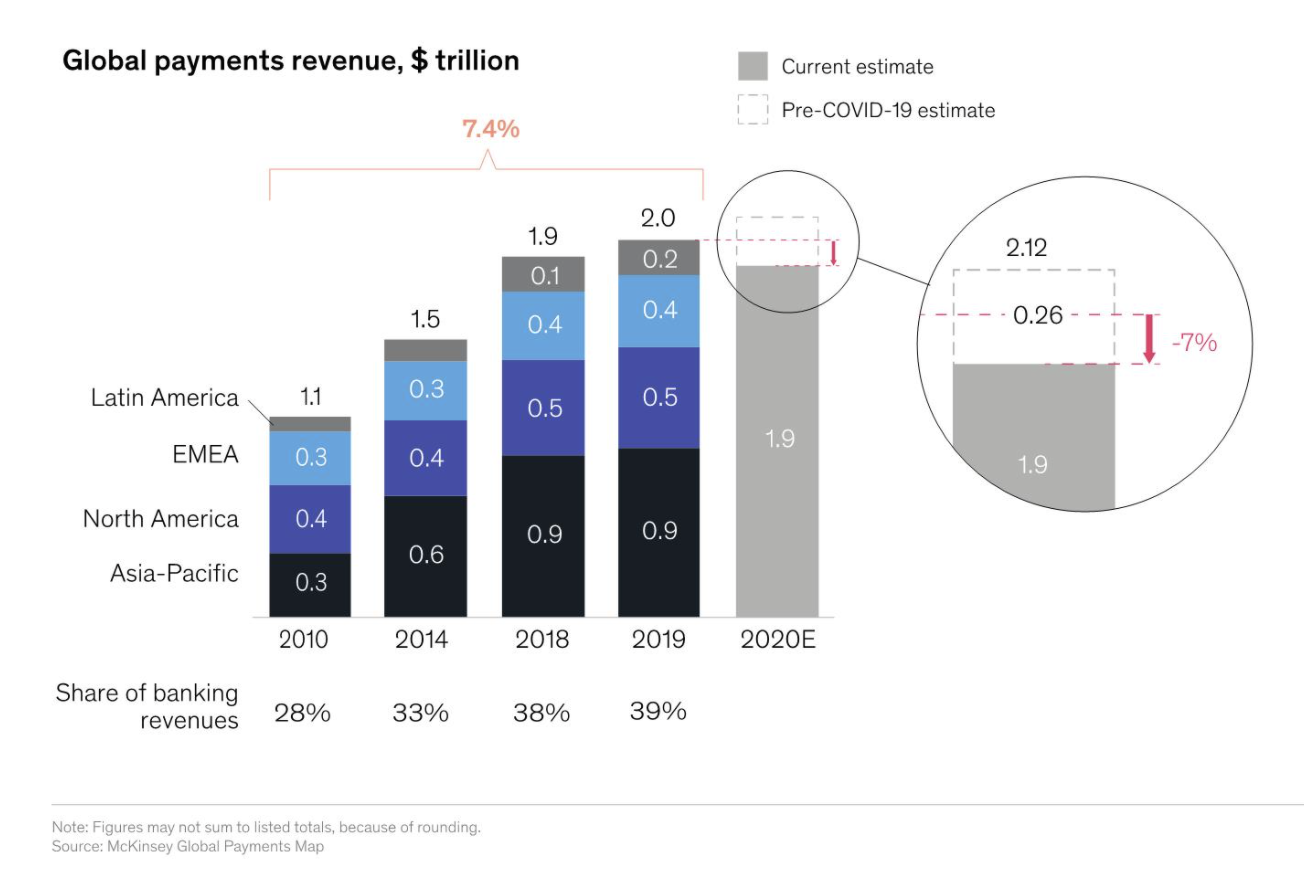 Global payments revenue, $ trillion
Current estimate
Pre-COVID-19 estimate
7.4%
1.1
1.5
1.9
2.0
0.1
0.2
Latin America
EMEA
0.3
0.3
0.4
0.4
North America
0.4
0.4
0.5
0.5
Asia-Pacific
0.3
0.6
0.9
0.9
1.9
2.12
0.26
-7%
1.9
2010
2014
2018
2019
2020E
Share of banking
revenues
28%
33%
38%
39%
Note: Figures may not sum to listed totals, because of rounding.
Source: McKinsey Global Payments Map